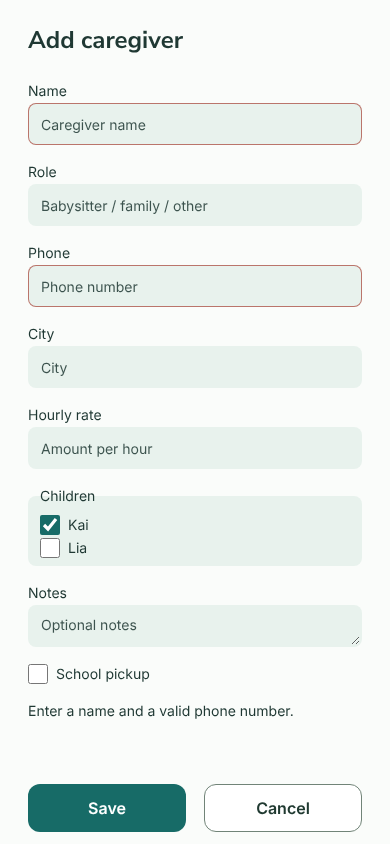 Add caregiver
Name
Caregiver name
Role
Babysitter / family / other
Phone
Phone number
City
City
Hourly rate
Amount per hour
Children
Kai
Lia
Notes
Optional notes
School pickup
Enter a name and a valid phone number.
Save
Cancel